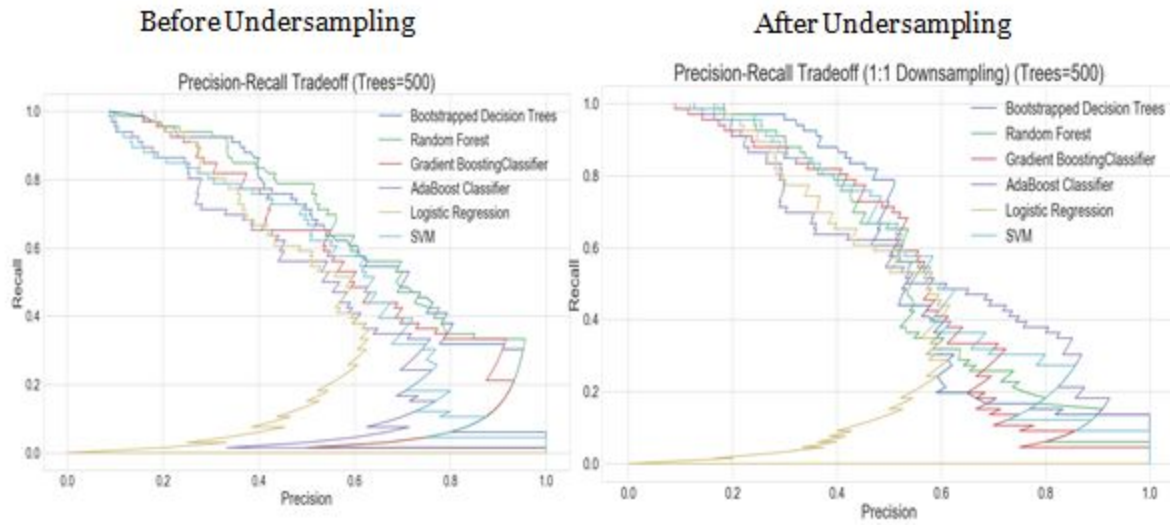 Before Undersampling
Precision-Recall Tradeoff (Trees=500)
Bootstrapped Decision Trees
Random Forest
Gradient BoostingClassifier
AdaBoost Classifier
Logistic Regression
SVM
Recall
1.0
0.8
0.6
0.4
0.2
0.0
0.0 0.2 0.4 0.6 0.8 1.0
Precision
After Undersampling
Precision-Recall Tradeoff (1:1 Downsampling) (Trees=500)
Bootstrapped Decision Trees
Random Forest
Gradient BoostingClassifier
AdaBoost Classifier
Logistic Regression
SVM
Recall
1.0
0.8
0.6
0.4
0.2
0.0
0.0 0.2 0.4 0.6 0.8 1.0
Precision